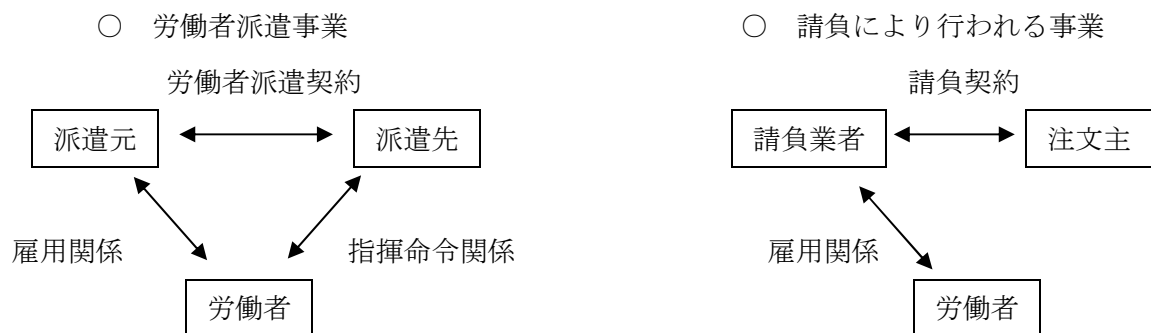 ○ 労働者派遣事業
労働者派遣契約
派遣元
派遣先
雇用関係
指揮命令関係
労働者
○ 請負により行われる事業
請負契約
請負業者
注文主
雇用関係
労働者